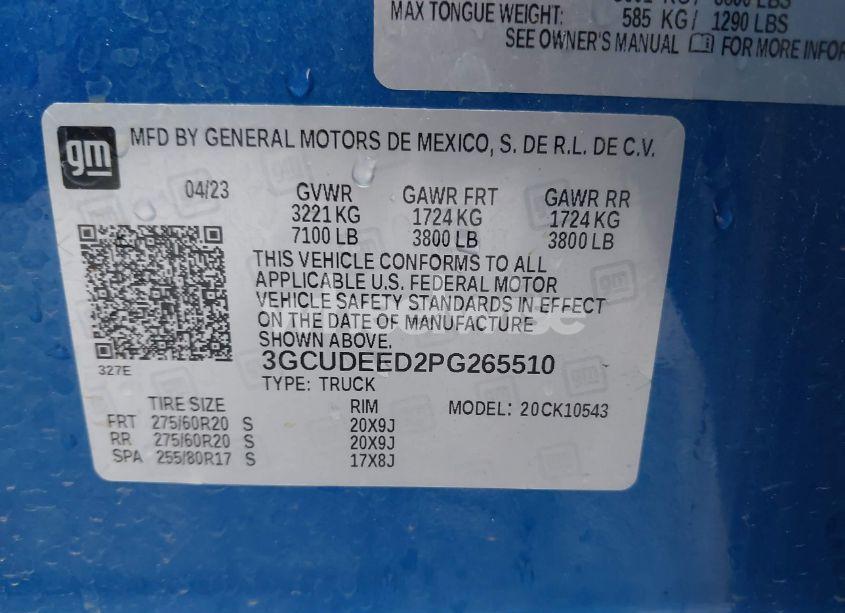 MAX TONGUE WEIGHT: 585 KG / 1290 LBS
SEE OWNER'S MANUAL FOR MORE INFOR
gm
MFD BY GENERAL MOTORS DE MEXICO, S. DE R.L. DE C.V.
04/23 GVWR GAWR FRT GAWR RR
3221 KG 1724 KG 1724 KG
7100 LB 3800 LB 3800 LB
THIS VEHICLE CONFORMS TO ALL
APPLICABLE U.S. FEDERAL MOTOR
VEHICLE SAFETY STANDARDS IN EFFECT
ON THE DATE OF MANUFACTURE
SHOWN ABOVE.
327E
3GCUDEED2PG265510
TYPE: TRUCK
TIRE SIZE RIM MODEL: 20CK10543
FRT 275/60R20 S 20X9J
RR 275/60R20 S 20X9J
SPA 255/80R17 S 17X8J